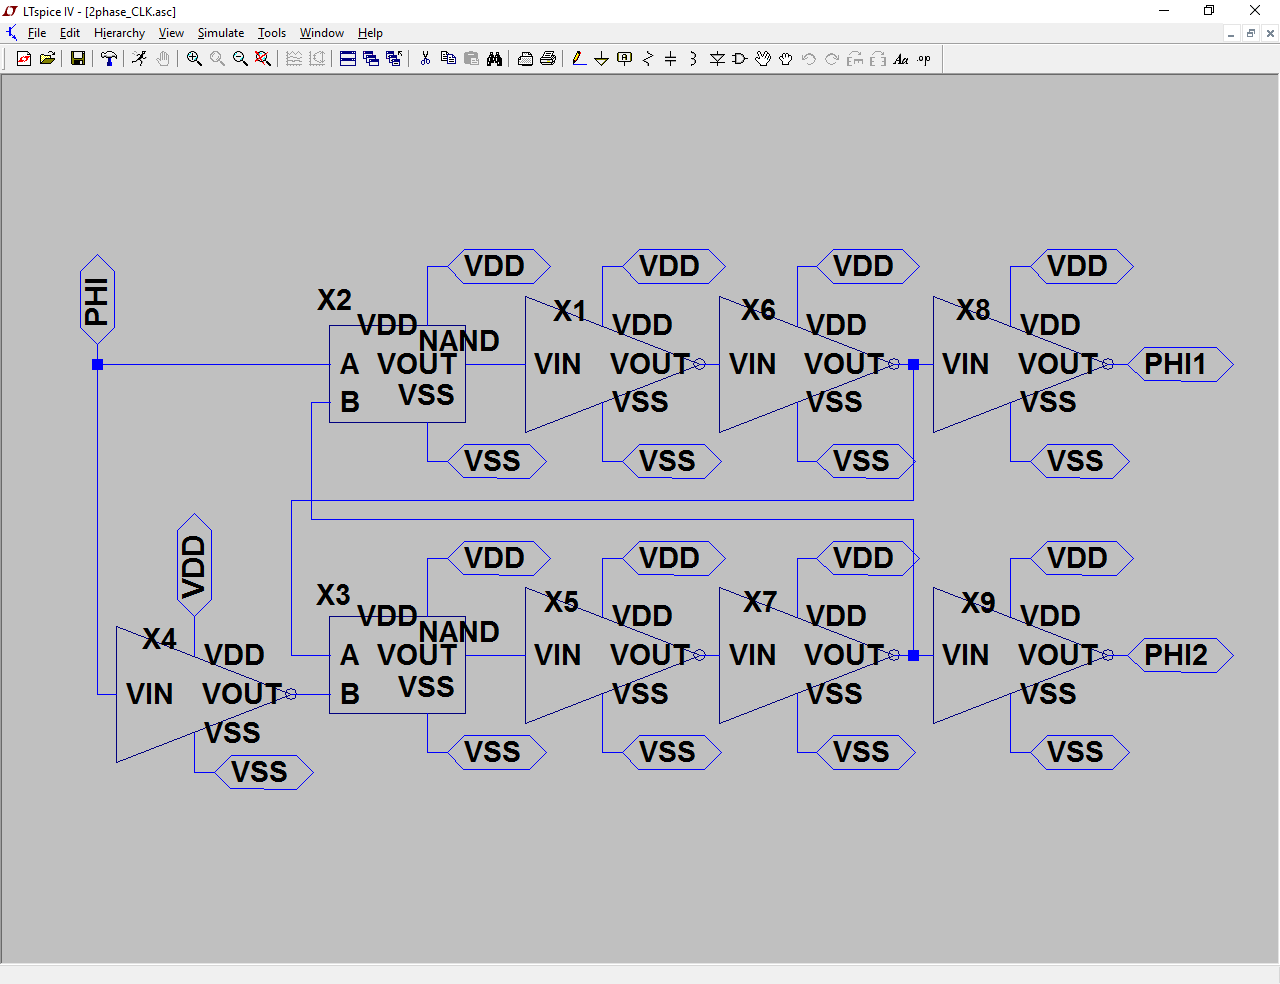 LTspice IV - [2phase_CLK.asc]
File Edit Hierarchy View Simulate Tools Window Help
Aa .op
VDD VDD VDD VDD
PHI
X2 X1 X6 X8
VDD VDD VDD VDD
NAND
A VOUT VIN VOUT VIN VOUT VIN VOUT PHI1
B VSS VSS VSS VSS
VSS VSS VSS VSS
VDD
VDD VDD VDD VDD
X3 X5 X7 X9
VDD VDD VDD VDD
NAND
X4
VDD
A VOUT VIN VOUT VIN VOUT VIN VOUT PHI2
VIN VOUT
B VSS VSS VSS VSS
VSS
VSS VSS VSS VSS
VSS